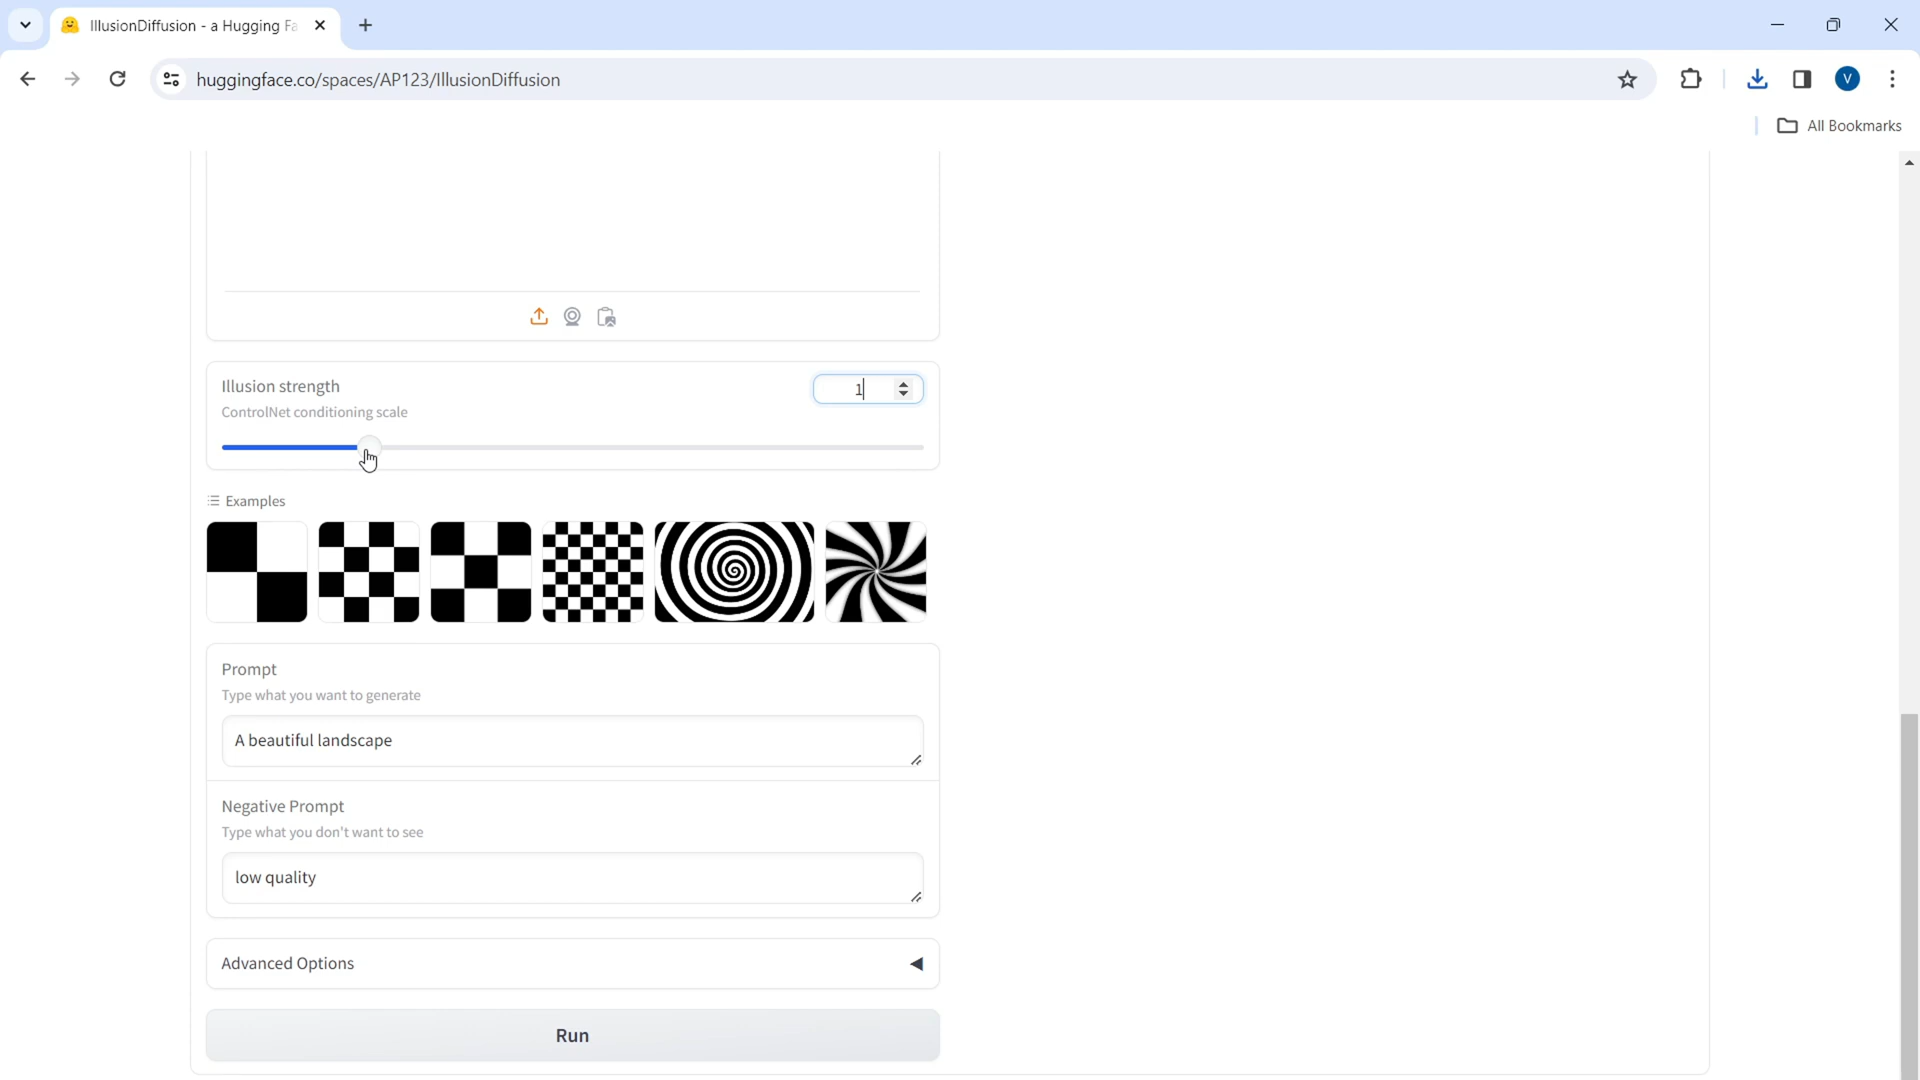 IllusionDiffusion - a Hugging Fa
huggingface.co/spaces/AP123/IllusionDiffusion
V
All Bookmarks
Illusion strength
1
ControlNet conditioning scale
Examples
Prompt
Type what you want to generate
A beautiful landscape
Negative Prompt
Type what you don't want to see
low quality
Advanced Options
Run